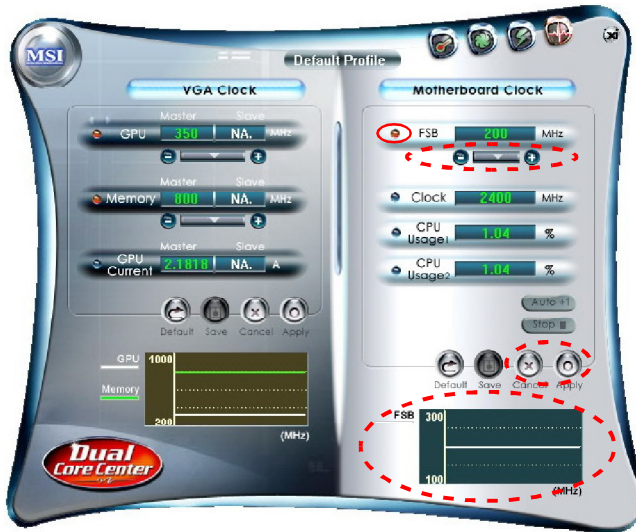 MSI
Default Profile
VGA Clock
Master Slave
GPU 350 NA. MHz
Master Slave
Memory 800 NA. MHz
Master Slave
GPU Current 2.1818 NA. A
Default Save Cancel Apply
GPU
Memory
1000
200
(MHz)
Dual
Core Center
Motherboard Clock
FSB 200 MHz
Clock 2400 MHz
CPU Usage1 1.04 %
CPU Usage2 1.04 %
Auto +1
Stop
Default Save Cancel Apply
FSB
300
100
(MHz)